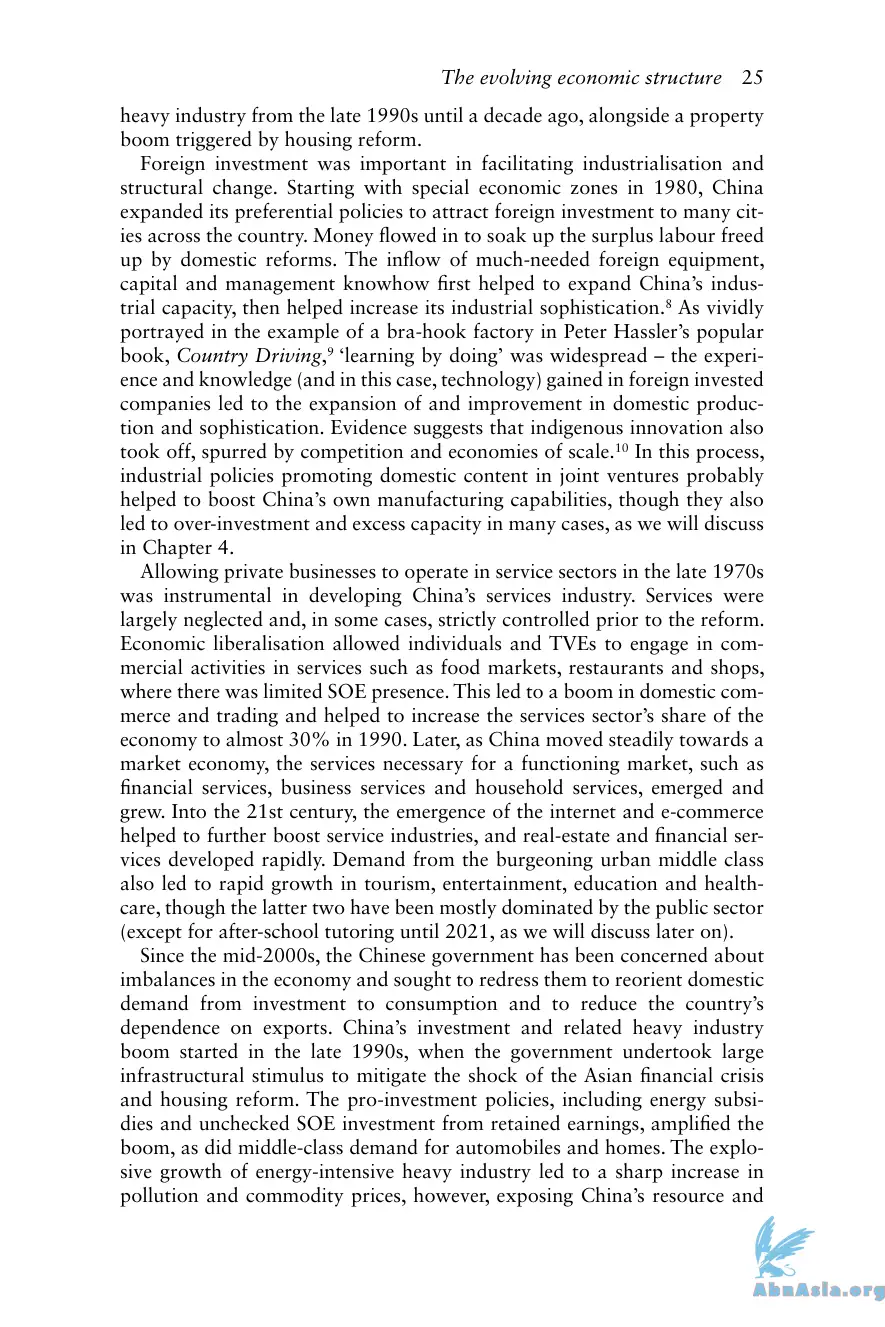 The evolving economic structure 25
heavy industry from the late 1990s until a decade ago, alongside a property
boom triggered by housing reform.
Foreign investment was important in facilitating industrialisation and
structural change. Starting with special economic zones in 1980, China
expanded its preferential policies to attract foreign investment to many cit-
ies across the country. Money flowed in to soak up the surplus labour freed
up by domestic reforms. The inflow of much-needed foreign equipment,
capital and management knowhow first helped to expand China’s indus-
trial capacity, then helped increase its industrial sophistication.⁸ As vividly
portrayed in the example of a bra-hook factory in Peter Hassler’s popular
book, Country Driving,⁹ ‘learning by doing’ was widespread – the experi-
ence and knowledge (and in this case, technology) gained in foreign invested
companies led to the expansion of and improvement in domestic produc-
tion and sophistication. Evidence suggests that indigenous innovation also
took off, spurred by competition and economies of scale.¹⁰ In this process,
industrial policies promoting domestic content in joint ventures probably
helped to boost China’s own manufacturing capabilities, though they also
led to over-investment and excess capacity in many cases, as we will discuss
in Chapter 4.
Allowing private businesses to operate in service sectors in the late 1970s
was instrumental in developing China’s services industry. Services were
largely neglected and, in some cases, strictly controlled prior to the reform.
Economic liberalisation allowed individuals and TVEs to engage in com-
mercial activities in services such as food markets, restaurants and shops,
where there was limited SOE presence. This led to a boom in domestic com-
merce and trading and helped to increase the services sector’s share of the
economy to almost 30% in 1990. Later, as China moved steadily towards a
market economy, the services necessary for a functioning market, such as
financial services, business services and household services, emerged and
grew. Into the 21st century, the emergence of the internet and e-commerce
helped to further boost service industries, and real-estate and financial ser-
vices developed rapidly. Demand from the burgeoning urban middle class
also led to rapid growth in tourism, entertainment, education and health-
care, though the latter two have been mostly dominated by the public sector
(except for after-school tutoring until 2021, as we will discuss later on).
Since the mid-2000s, the Chinese government has been concerned about
imbalances in the economy and sought to redress them to reorient domestic
demand from investment to consumption and to reduce the country’s
dependence on exports. China’s investment and related heavy industry
boom started in the late 1990s, when the government undertook large
infrastructural stimulus to mitigate the shock of the Asian financial crisis
and housing reform. The pro-investment policies, including energy subsi-
dies and unchecked SOE investment from retained earnings, amplified the
boom, as did middle-class demand for automobiles and homes. The explo-
sive growth of energy-intensive heavy industry led to a sharp increase in
pollution and commodity prices, however, exposing China’s resource and
AbnAsia.org